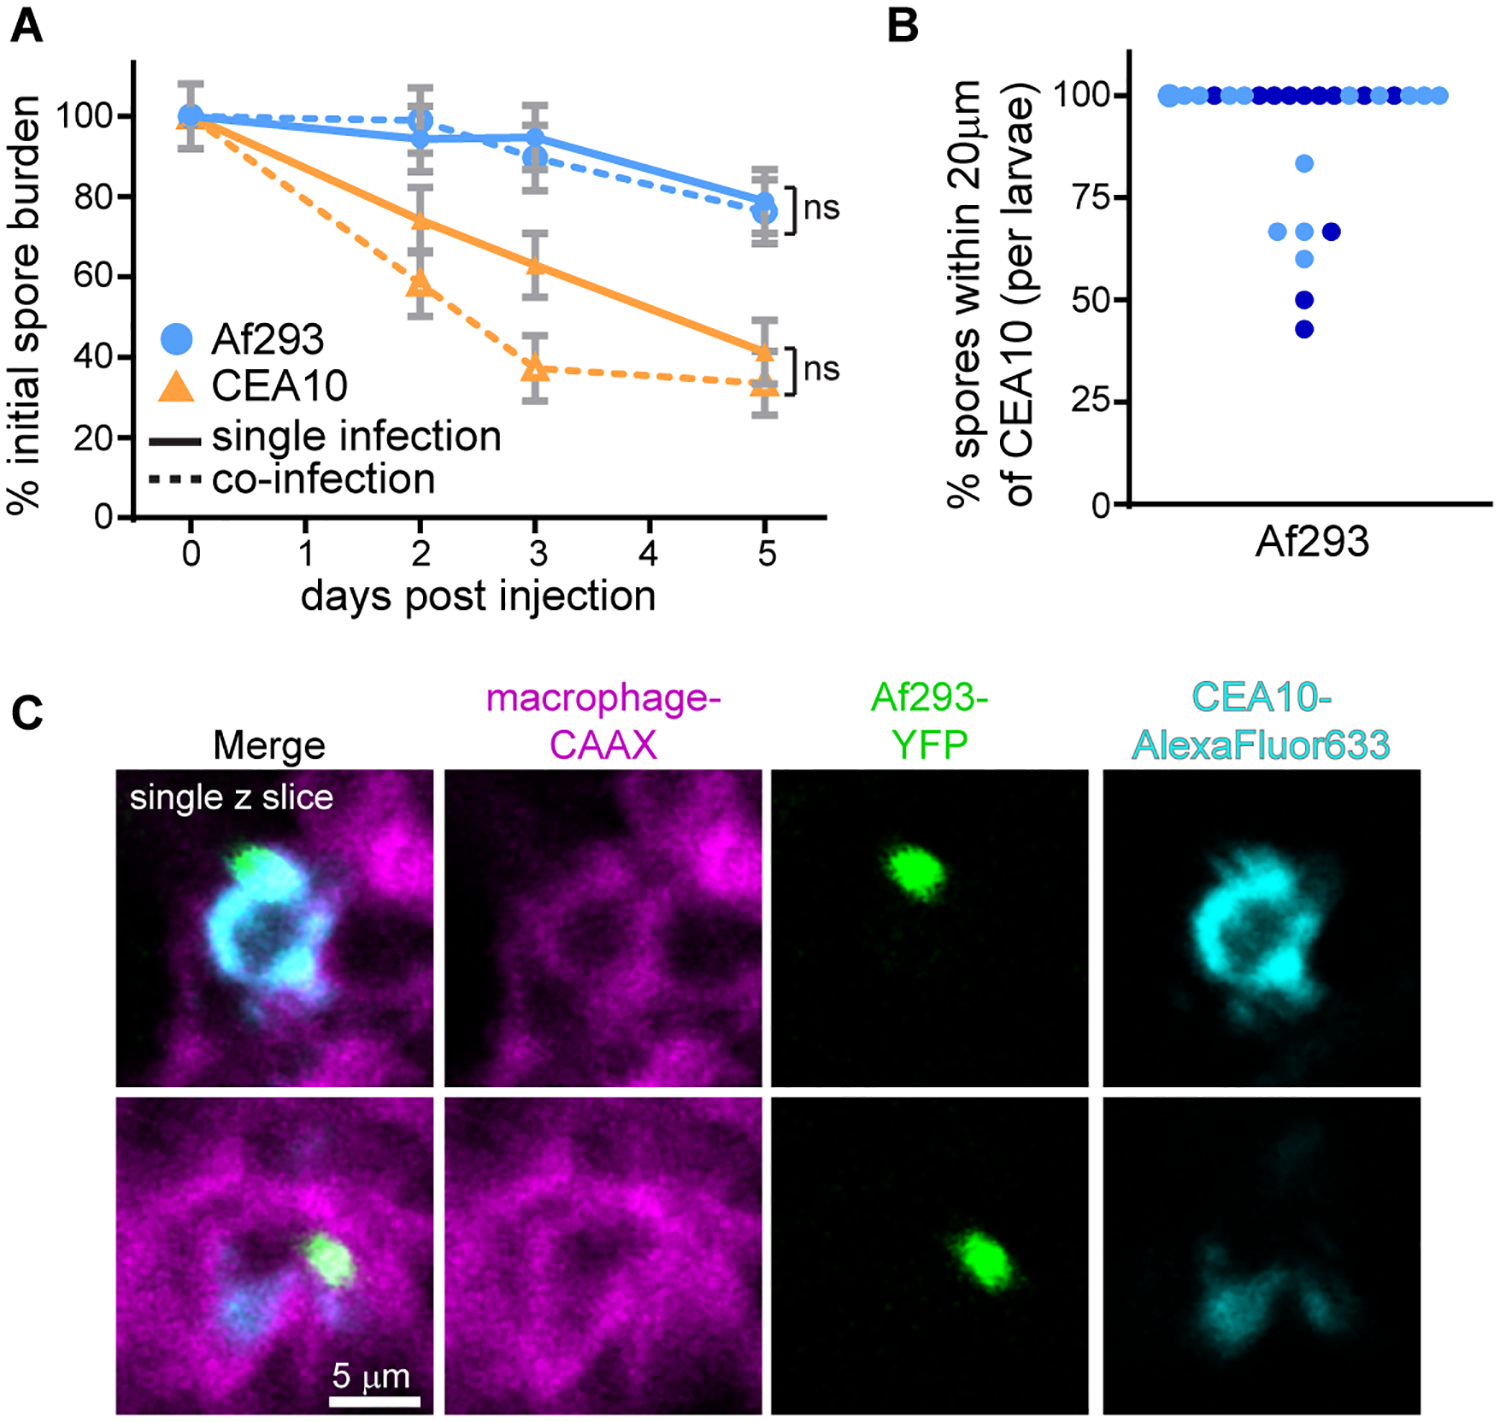 A
% initial spore burden
100
80
60
40
20
0
ns
ns
Af293
CEA10
single infection
co-infection
0 1 2 3 4 5
days post injection
B
% spores within 20μm
of CEA10 (per larvae)
100
75
50
25
0
Af293
C
Merge
macrophage-
CAAX
Af293-
YFP
CEA10-
AlexaFluor633
single z slice
5 μm